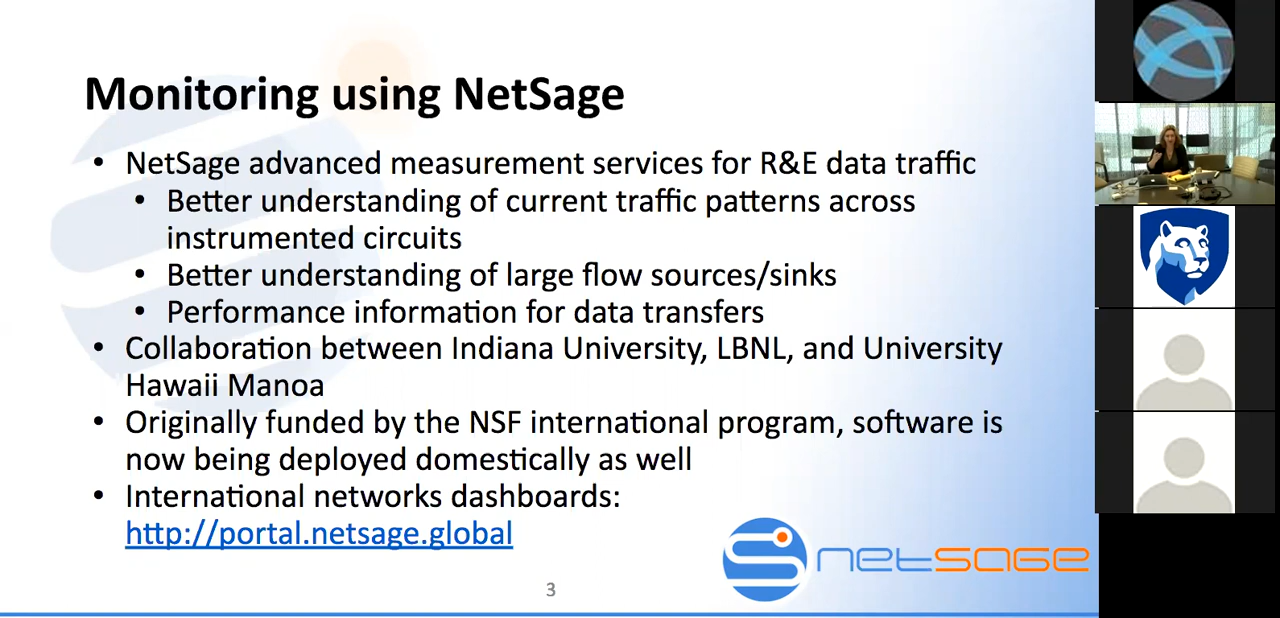 Monitoring using NetSage
• NetSage advanced measurement services for R&E data traffic
• Better understanding of current traffic patterns across
instrumented circuits
• Better understanding of large flow sources/sinks
• Performance information for data transfers
• Collaboration between Indiana University, LBNL, and University
Hawaii Manoa
• Originally funded by the NSF international program, software is
now being deployed domestically as well
• International networks dashboards:
http://portal.netsage.global
netsage
3